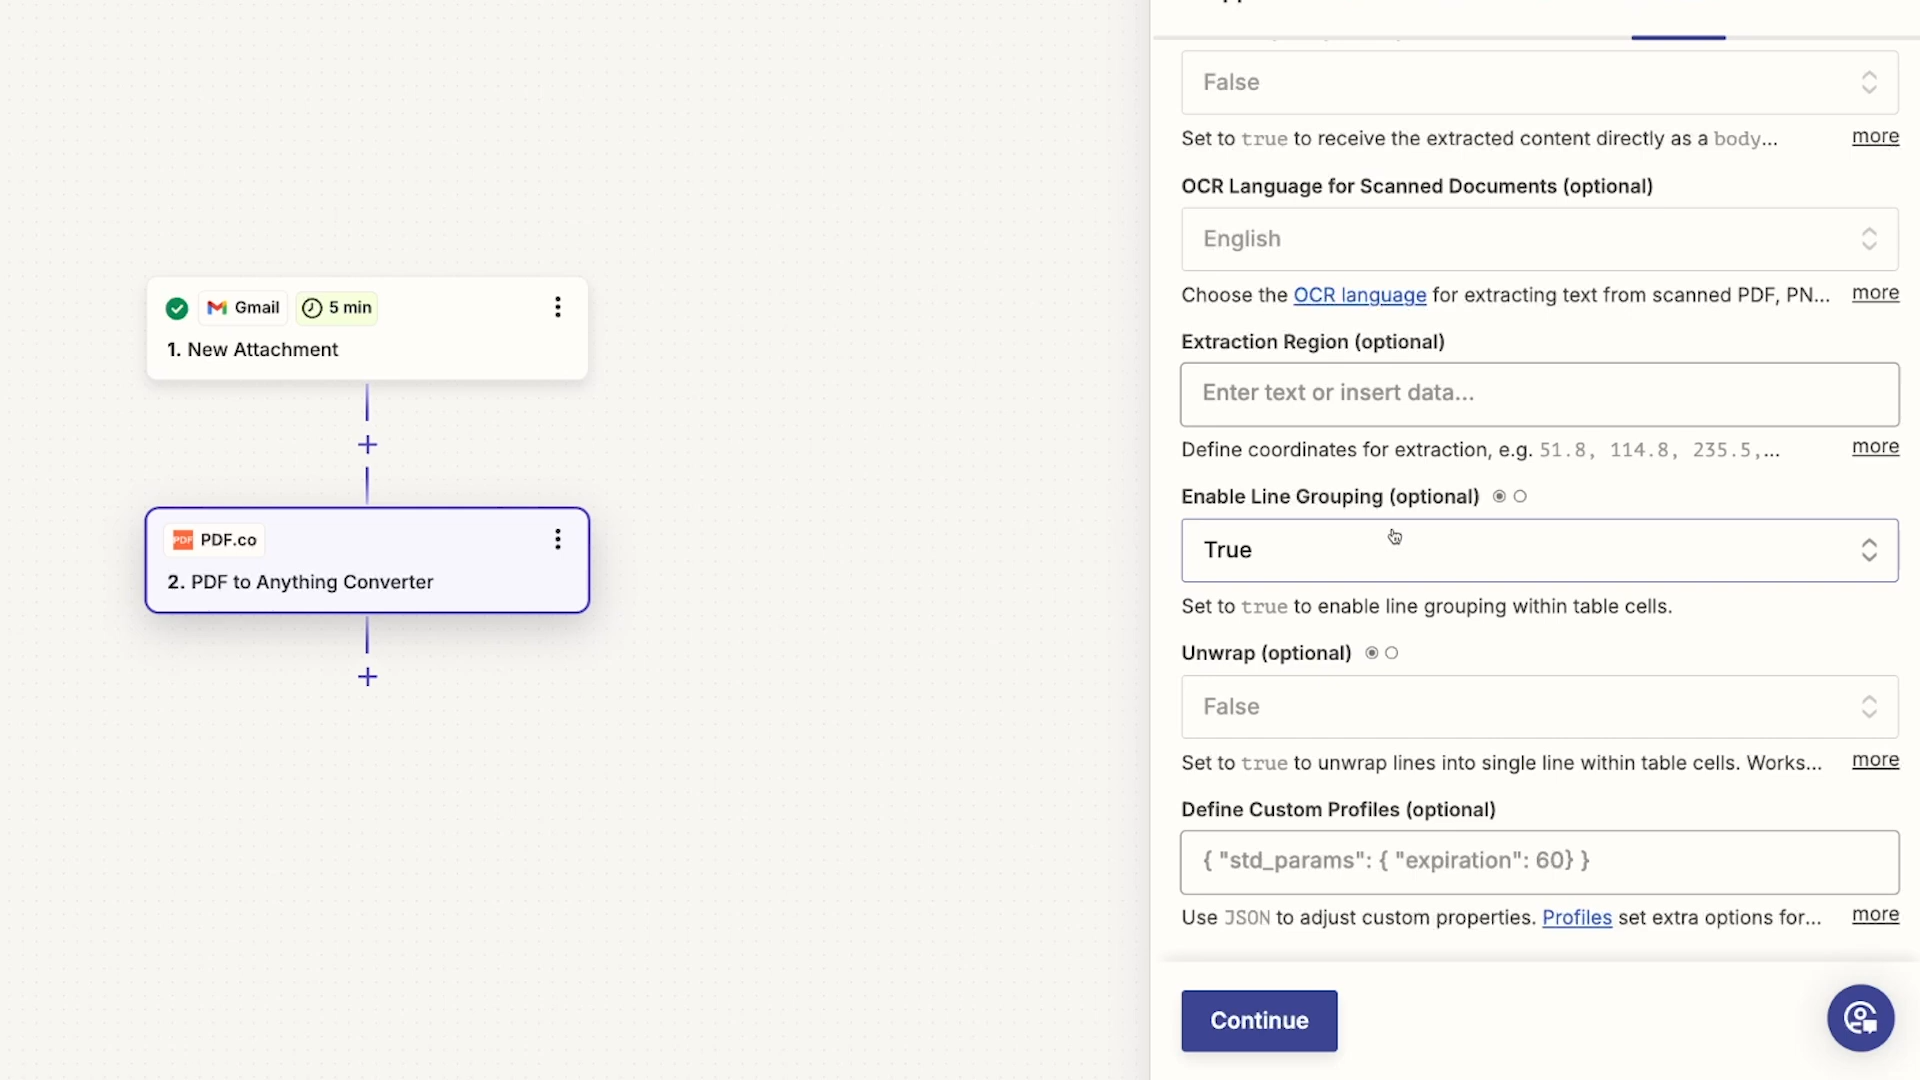 Gmail
5 min
1. New Attachment
PDF
PDF.co
2. PDF to Anything Converter
False
Set to true to receive the extracted content directly as a body...
more
OCR Language for Scanned Documents (optional)
English
Choose the OCR language for extracting text from scanned PDF, PN...
more
Extraction Region (optional)
Enter text or insert data...
Define coordinates for extraction, e.g. 51.8, 114.8, 235.5,...
more
Enable Line Grouping (optional)
True
Set to true to enable line grouping within table cells.
Unwrap (optional)
False
Set to true to unwrap lines into single line within table cells. Works...
more
Define Custom Profiles (optional)
{ "std_params": { "expiration": 60} }
Use JSON to adjust custom properties. Profiles set extra options for...
more
Continue